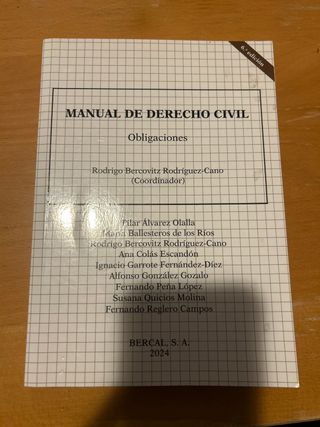 6.ª edición
MANUAL DE DERECHO CIVIL
Obligaciones
Rodrigo Bercovitz Rodríguez-Cano
(Coordinador)
Pilar Álvarez Olalla
María Ballesteros de los Ríos
Rodrigo Bercovitz Rodríguez-Cano
Ana Colás Escandón
Ignacio Garrote Fernández-Díez
Alfonso González Gozalo
Fernando Peña López
Susana Quicios Molina
Fernando Reglero Campos
BERCAL, S. A.
2024